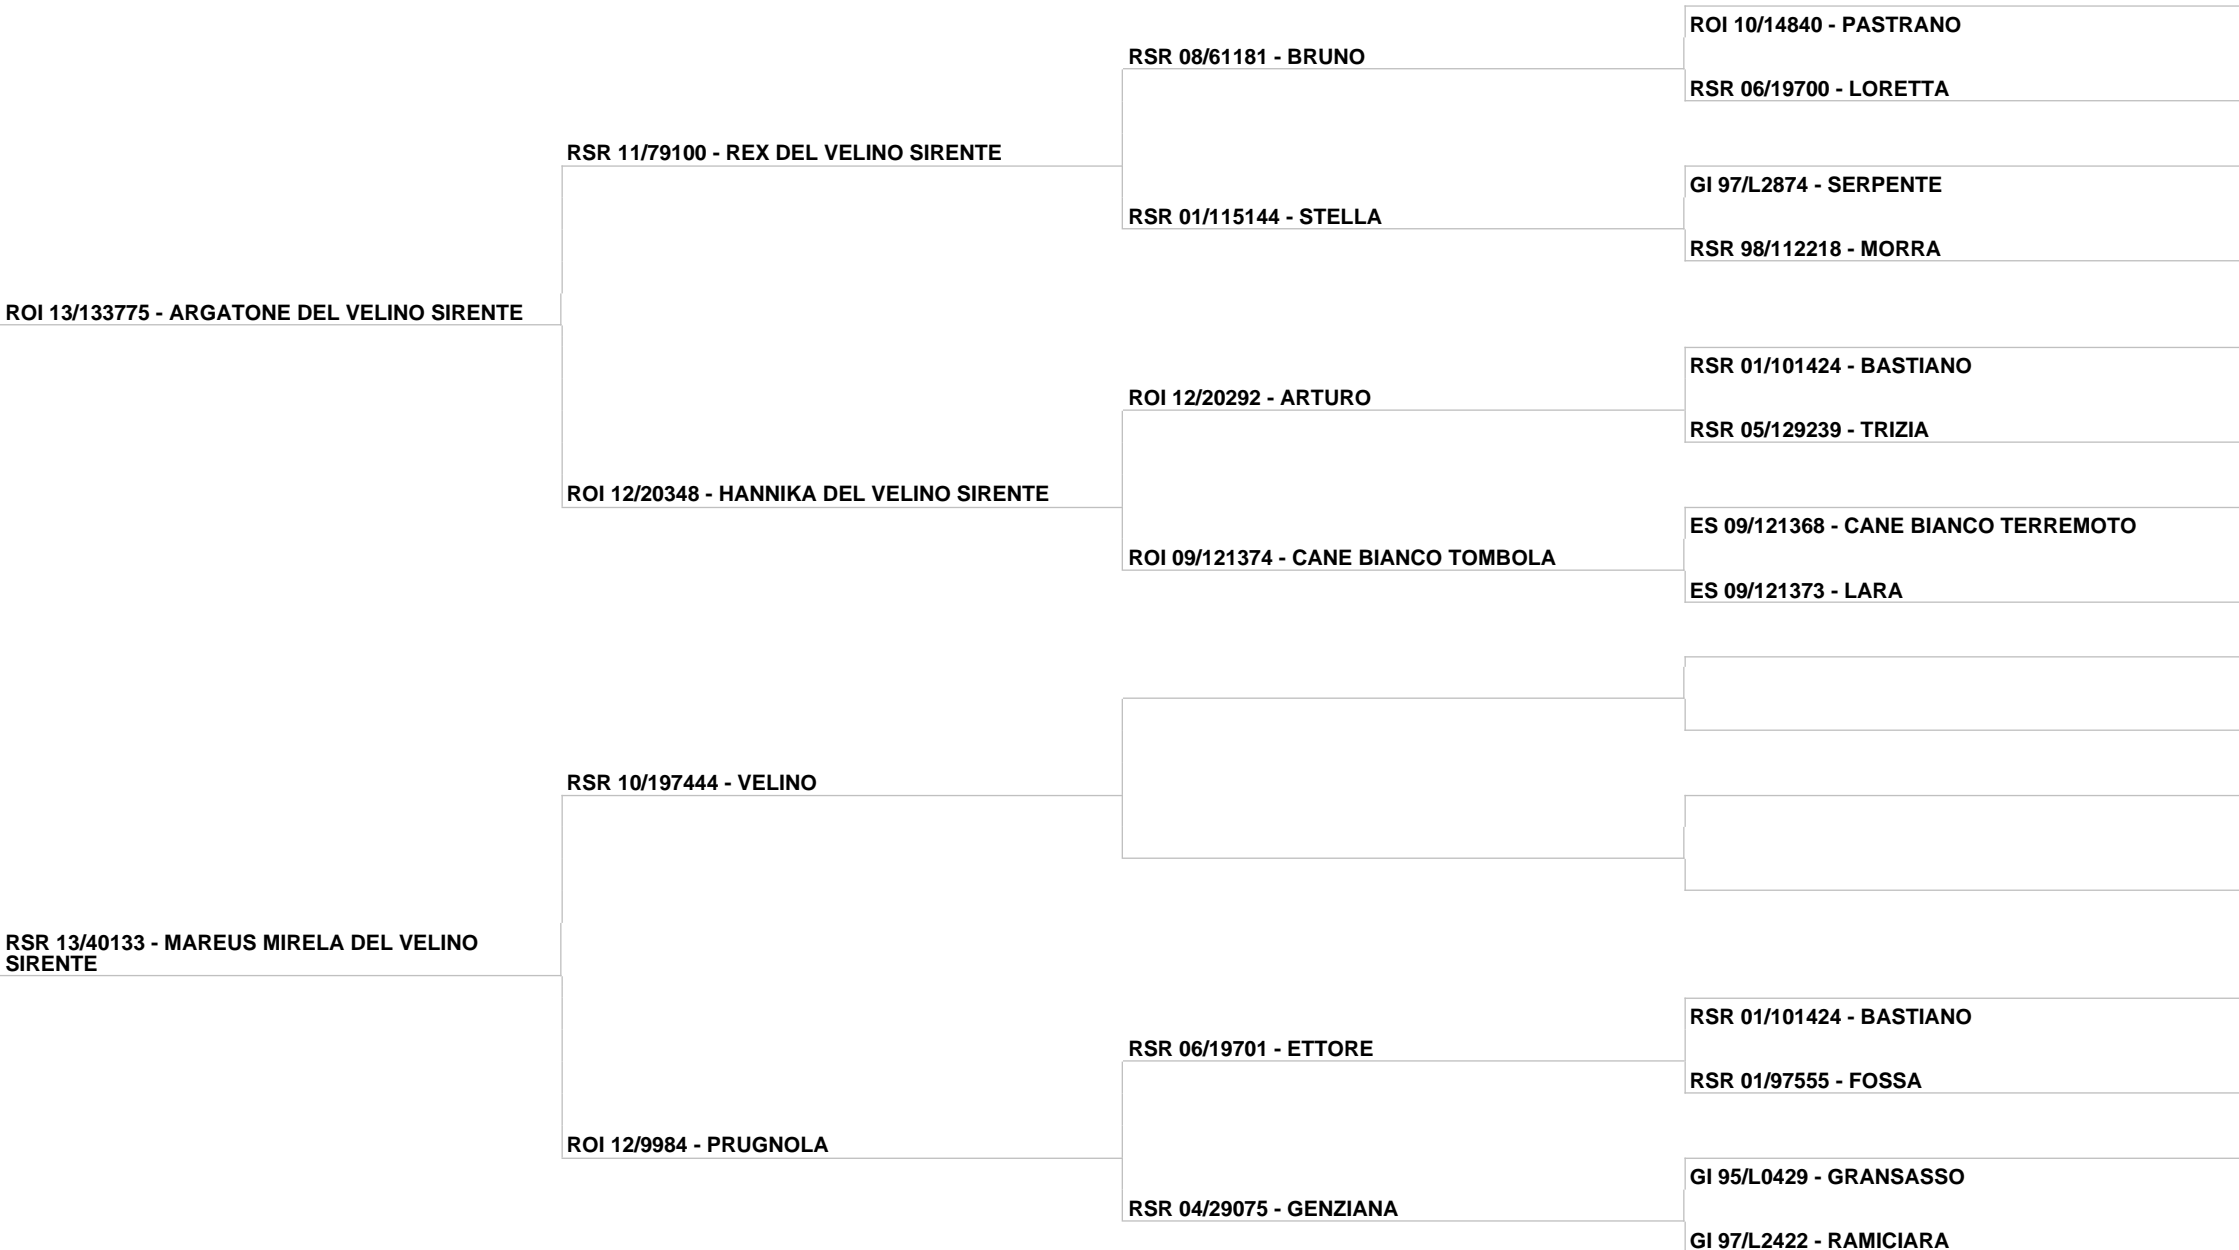 ROI 10/14840 - PASTRANO
RSR 08/61181 - BRUNO
RSR 06/19700 - LORETTA
RSR 11/79100 - REX DEL VELINO SIRENTE
GI 97/L2874 - SERPENTE
RSR 01/115144 - STELLA
RSR 98/112218 - MORRA
ROI 13/133775 - ARGATONE DEL VELINO SIRENTE
RSR 01/101424 - BASTIANO
ROI 12/20292 - ARTURO
RSR 05/129239 - TRIZIA
ROI 12/20348 - HANNIKA DEL VELINO SIRENTE
ES 09/121368 - CANE BIANCO TERREMOTO
ROI 09/121374 - CANE BIANCO TOMBOLA
ES 09/121373 - LARA
RSR 10/197444 - VELINO
RSR 13/40133 - MAREUS MIRELA DEL VELINO
SIRENTE
RSR 01/101424 - BASTIANO
RSR 06/19701 - ETTORE
RSR 01/97555 - FOSSA
ROI 12/9984 - PRUGNOLA
GI 95/L0429 - GRANSASSO
RSR 04/29075 - GENZIANA
GI 97/L2422 - RAMICIARA